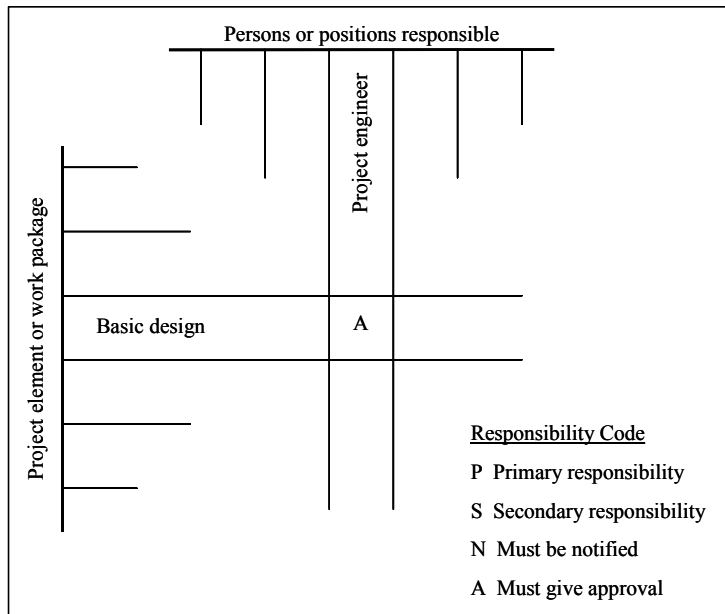 Persons or positions responsible
Project engineer
Project element or work package
Basic design
A
Responsibility Code
P Primary responsibility
S Secondary responsibility
N Must be notified
A Must give approval